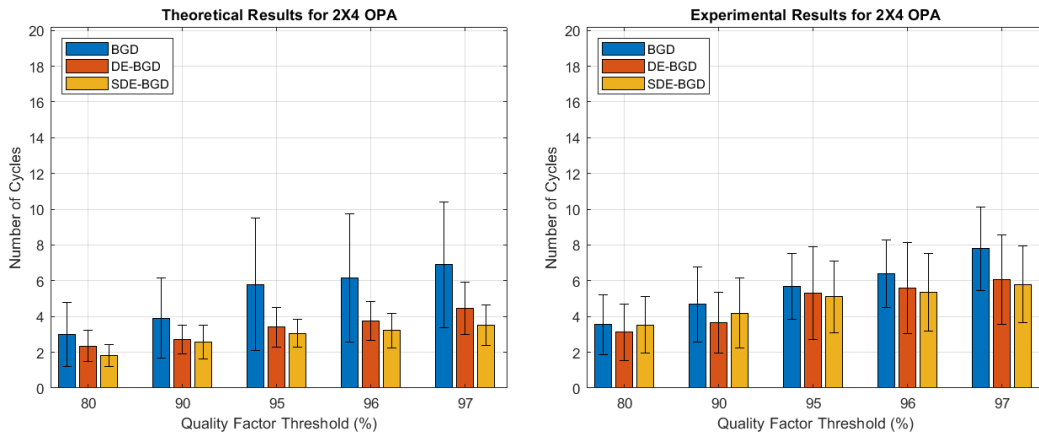 Theoretical Results for 2X4 OPA
20
18
16
14
12
10
8
6
4
2
0
Number of Cycles
BGD
DE-BGD
SDE-BGD
80 90 95 96 97
Quality Factor Threshold (%)
Experimental Results for 2X4 OPA
20
18
16
14
12
10
8
6
4
2
0
Number of Cycles
BGD
DE-BGD
SDE-BGD
80 90 95 96 97
Quality Factor Threshold (%)